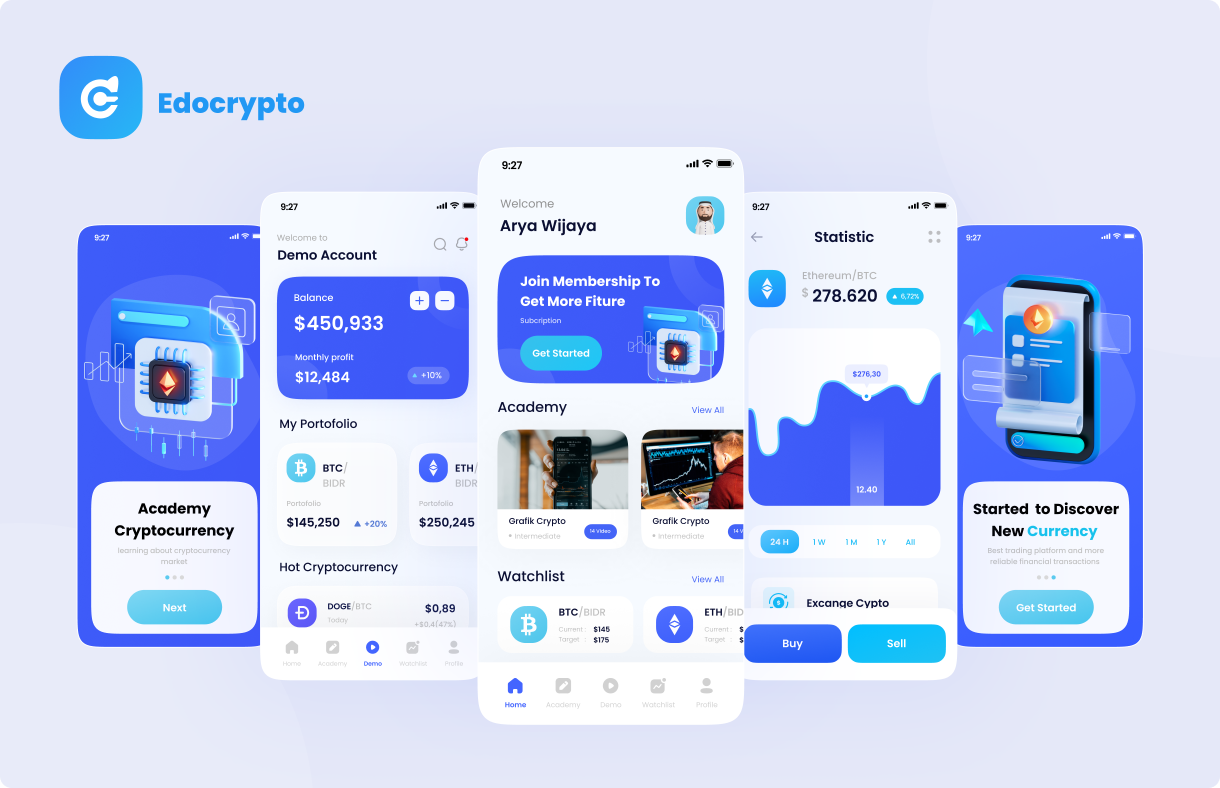 Edocrypto
9:27
Academy
Cryptocurrency
learning about cryptocurrency
market
Next
9:27
Welcome to
Demo Account
Balance
$450,933
Monthly profit
$12,484
+10%
My Portofolio
BTC/
BIDR
Portofolio
$145,250
+20%
ETH/
BIDR
Portofolio
$250,245
Hot Cryptocurrency
DOGE/BTC
$0,89
Today
+$0.4(47%)
Home
Academy
Demo
Watchlist
Profile
9:27
Welcome
Arya Wijaya
Join Membership To
Get More Fiture
Subcription
Get Started
Academy
View All
Grafik Crypto
Intermediate
14 Video
Grafik Crypto
Intermediate
14 V
Watchlist
View All
BTC/BIDR
Current : $145
Target : $175
ETH/BID
Current : $
Target : $
Home
Academy
Demo
Watchlist
Profile
9:27
Statistic
Ethereum/BTC
$ 278.620
6,72%
$276,30
12.40
24 H
1 W
1 M
1 Y
All
Excange Cypto
Buy
Sell
9:27
Started to Discover
New Currency
Best trading platform and more
reliable financial transactions
Get Started